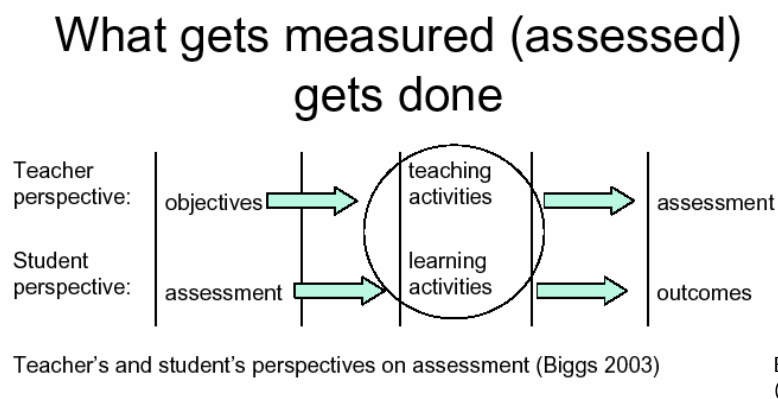 What gets measured (assessed)
gets done
Teacher
perspective:
objectives
teaching
activities
assessment
Student
perspective:
assessment
learning
activities
outcomes
Teacher's and student's perspectives on assessment (Biggs 2003)